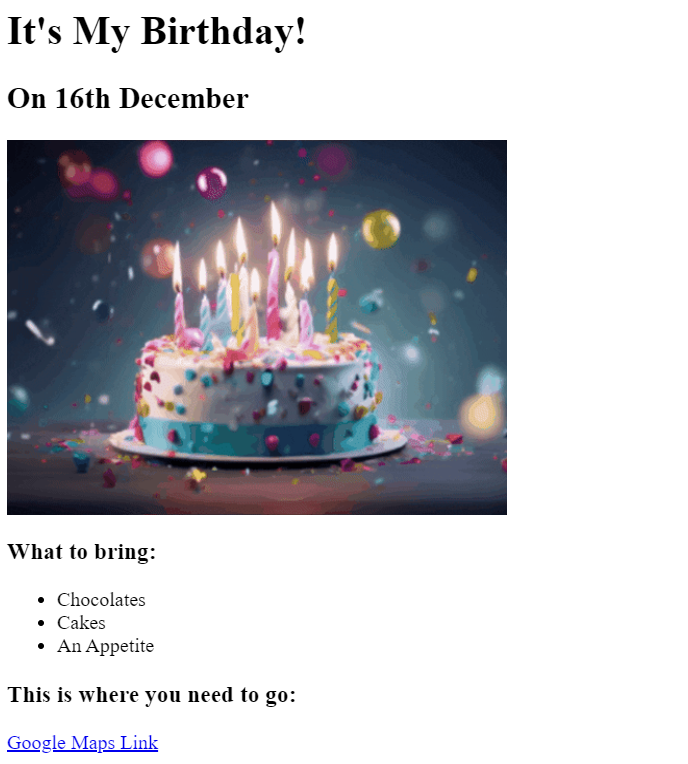 It's My Birthday!
On 16th December
What to bring:
Chocolates
Cakes
An Appetite
This is where you need to go:
Google Maps Link